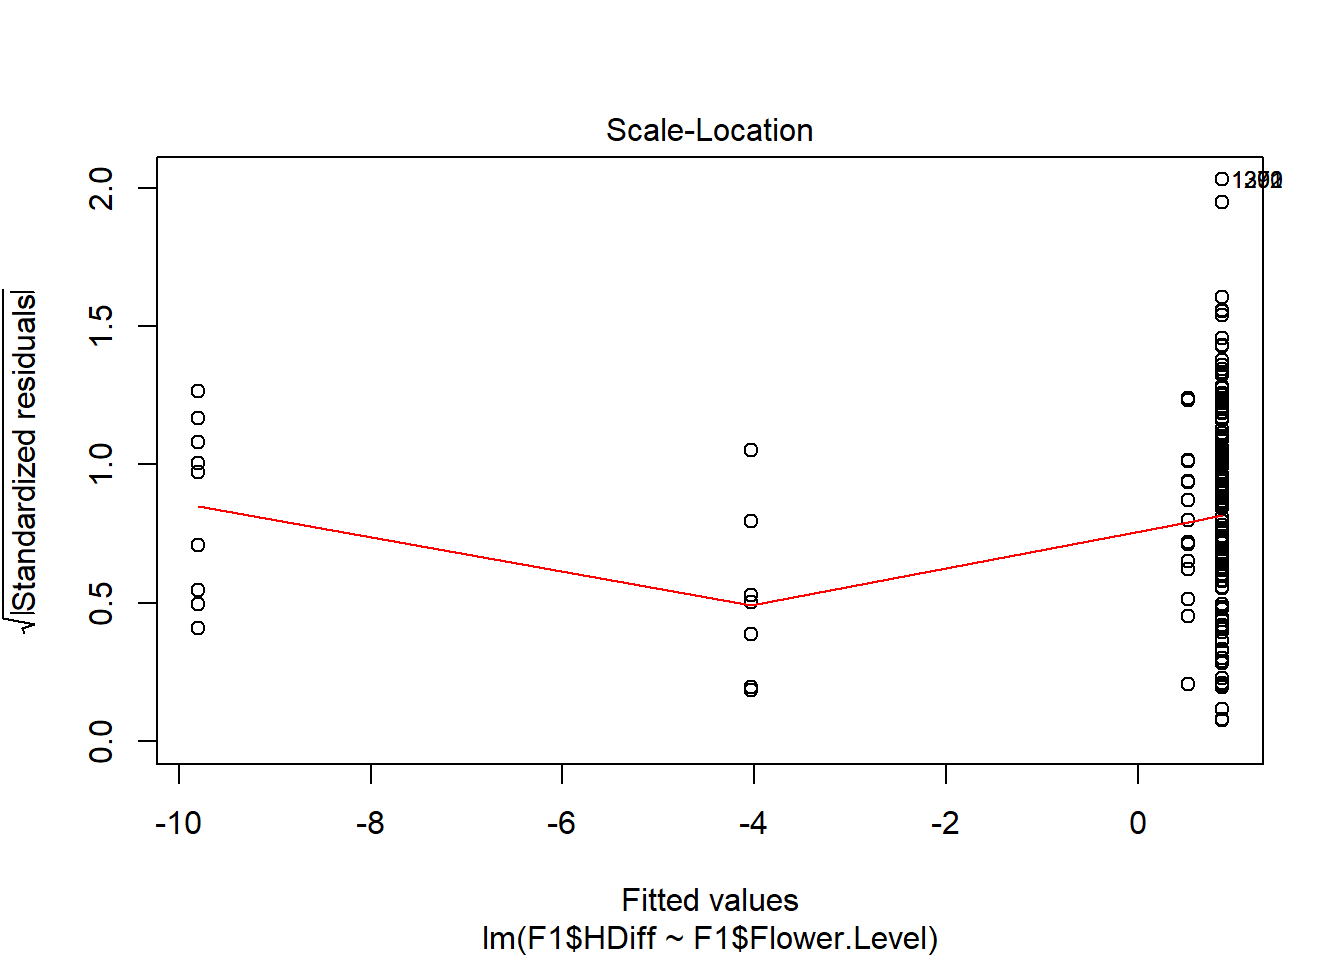 Scale-Location
√|Standardized residuals|
2.0
1.5
1.0
0.5
0.0
-10 -8 -6 -4 -2 0
Fitted values
lm(F1$HDiff ~ F1$Flower.Level)